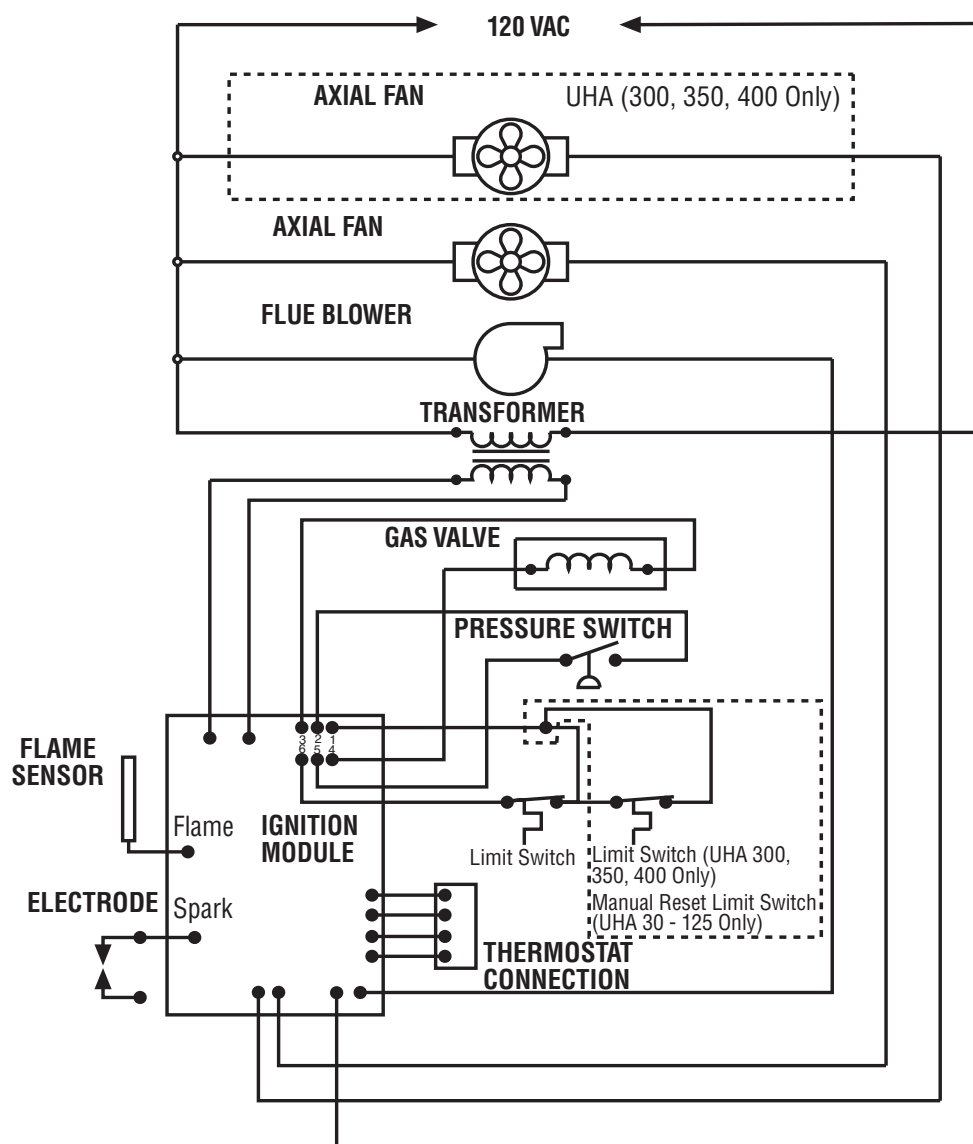 120 VAC
AXIAL FAN
UHA (300, 350, 400 Only)
AXIAL FAN
FLUE BLOWER
TRANSFORMER
GAS VALVE
PRESSURE SWITCH
3 2 1
6 5 4
FLAME
SENSOR
Flame
IGNITION
MODULE
Limit Switch
Limit Switch (UHA 300,
350, 400 Only)
Manual Reset Limit Switch
(UHA 30 - 125 Only)
ELECTRODE
Spark
THERMOSTAT
CONNECTION